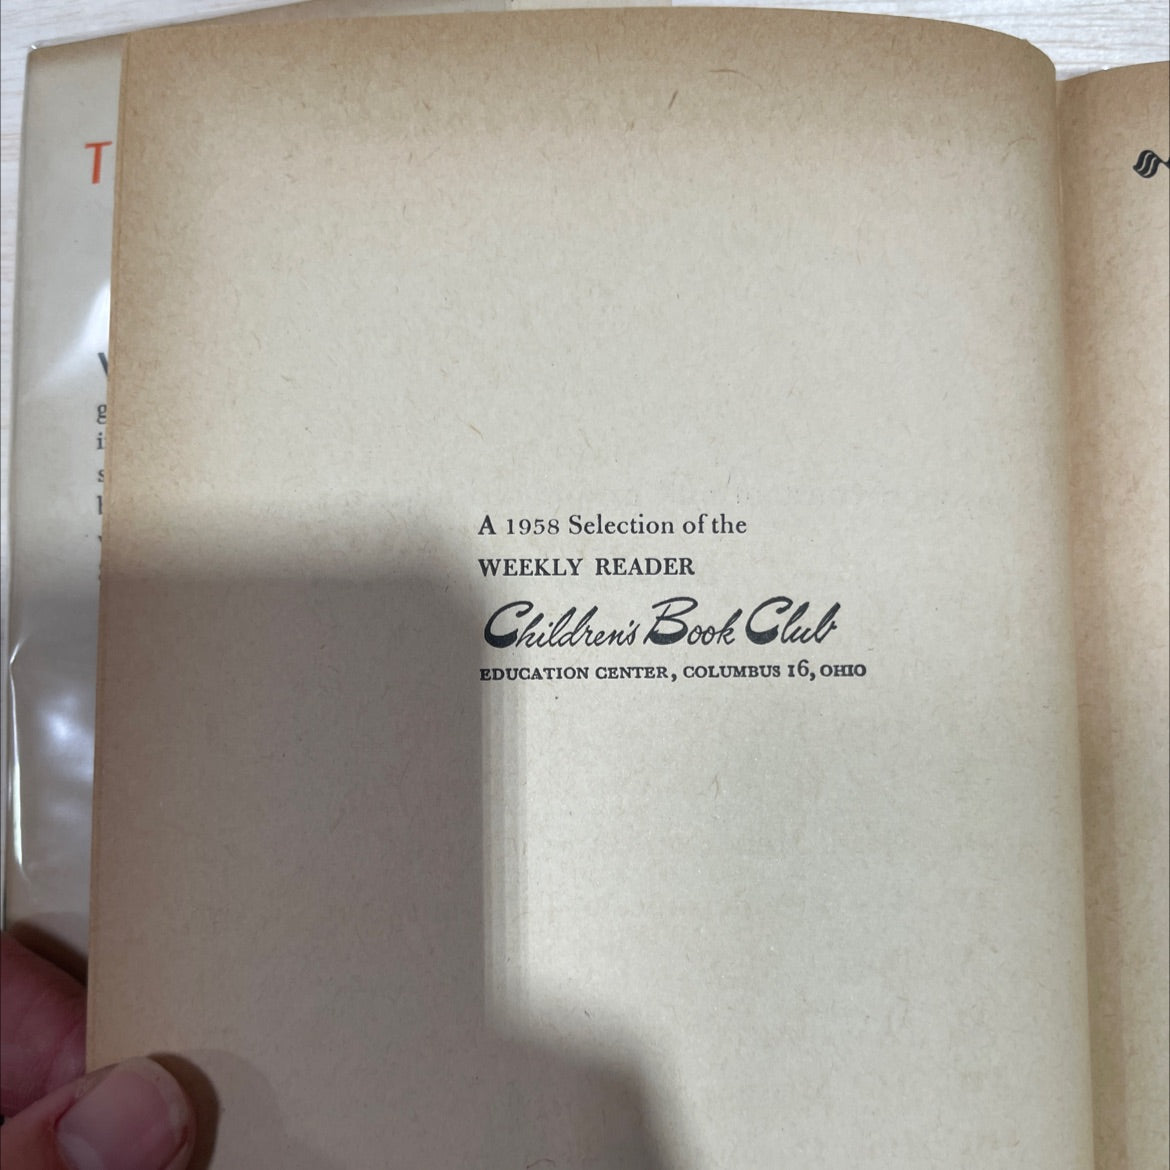 T
A 1958 Selection of the
WEEKLY READER
Children's Book Club
EDUCATION CENTER, COLUMBUS 16, OHIO